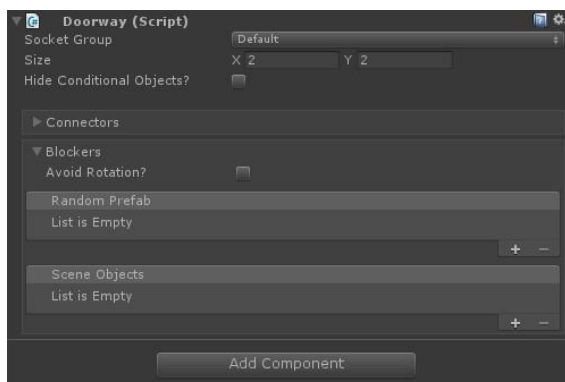 Doorway (Script)
Socket Group Default
Size X 2 Y 2
Hide Conditional Objects?
Connectors
Blockers
Avoid Rotation?
Random Prefab
List is Empty
+ −
Scene Objects
List is Empty
+ −
Add Component